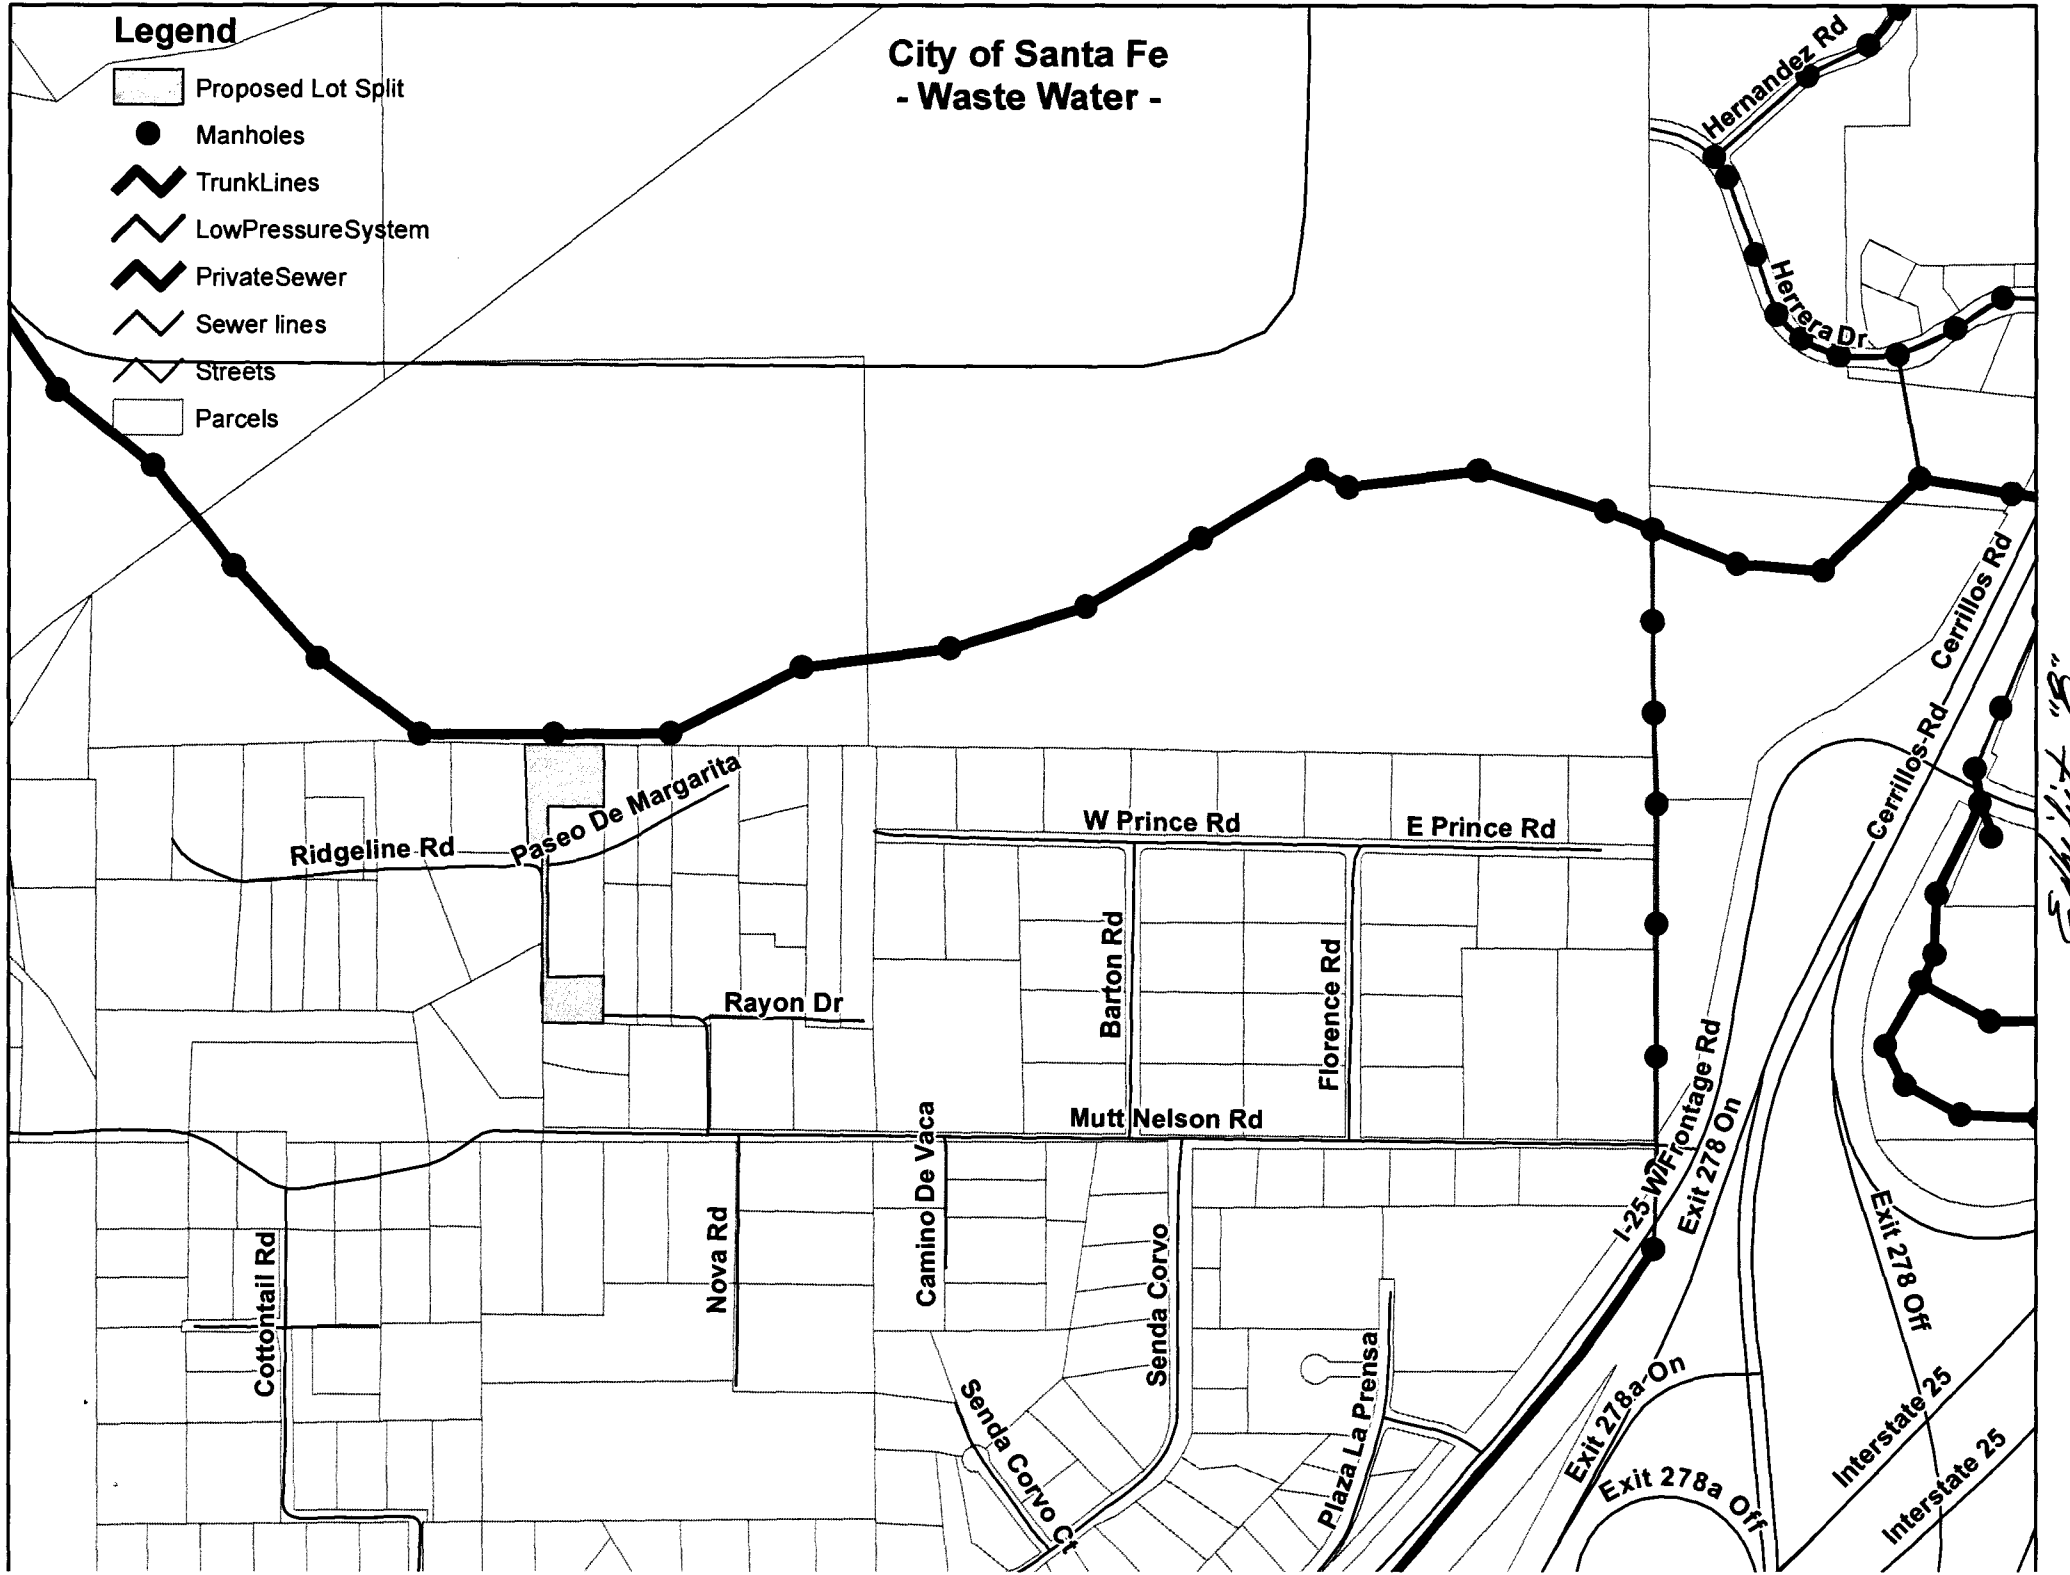 Legend
Proposed Lot Split
Manholes
TrunkLines
LowPressureSystem
PrivateSewer
Sewer lines
Streets
Parcels
City of Santa Fe
- Waste Water -
Hernandez Rd
Herrera Dr
Cerrillos Rd
Cerrillos Rd
Exhibit "B"
Paseo De Margarita
Ridgeline Rd
W Prince Rd
E Prince Rd
Barton Rd
Florence Rd
Rayon Dr
Mutt Nelson Rd
I-25 W Frontage Rd
Exit 278 On
Exit 278 Off
Camino De Vaca
Nova Rd
Cottontail Rd
Senda Corvo
Senda Corvo Ct
Plaza La Prensa
Exit 278a On
Exit 278a Off
Interstate 25
Interstate 25